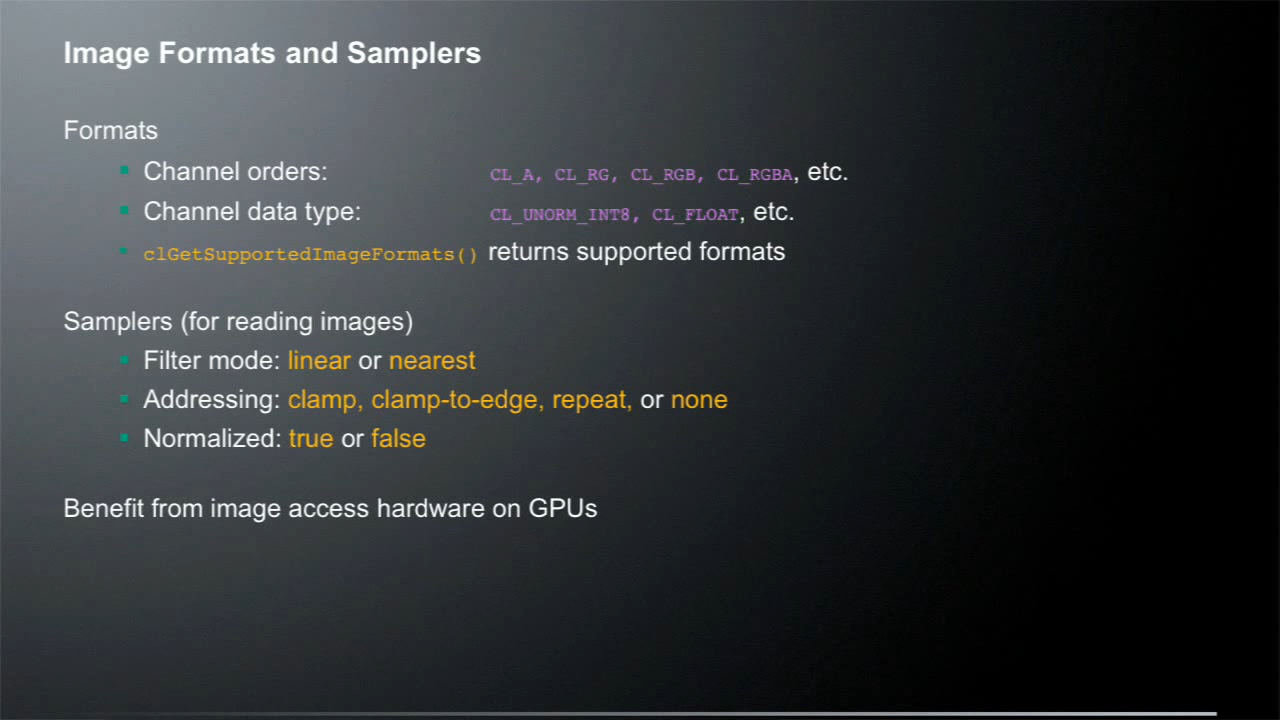 Image Formats and Samplers
Formats
Channel orders: CL_A, CL_RG, CL_RGB, CL_RGBA, etc.
Channel data type: CL_UNORM_INT8, CL_FLOAT, etc.
clGetSupportedImageFormats() returns supported formats
Samplers (for reading images)
Filter mode: linear or nearest
Addressing: clamp, clamp-to-edge, repeat, or none
Normalized: true or false
Benefit from image access hardware on GPUs